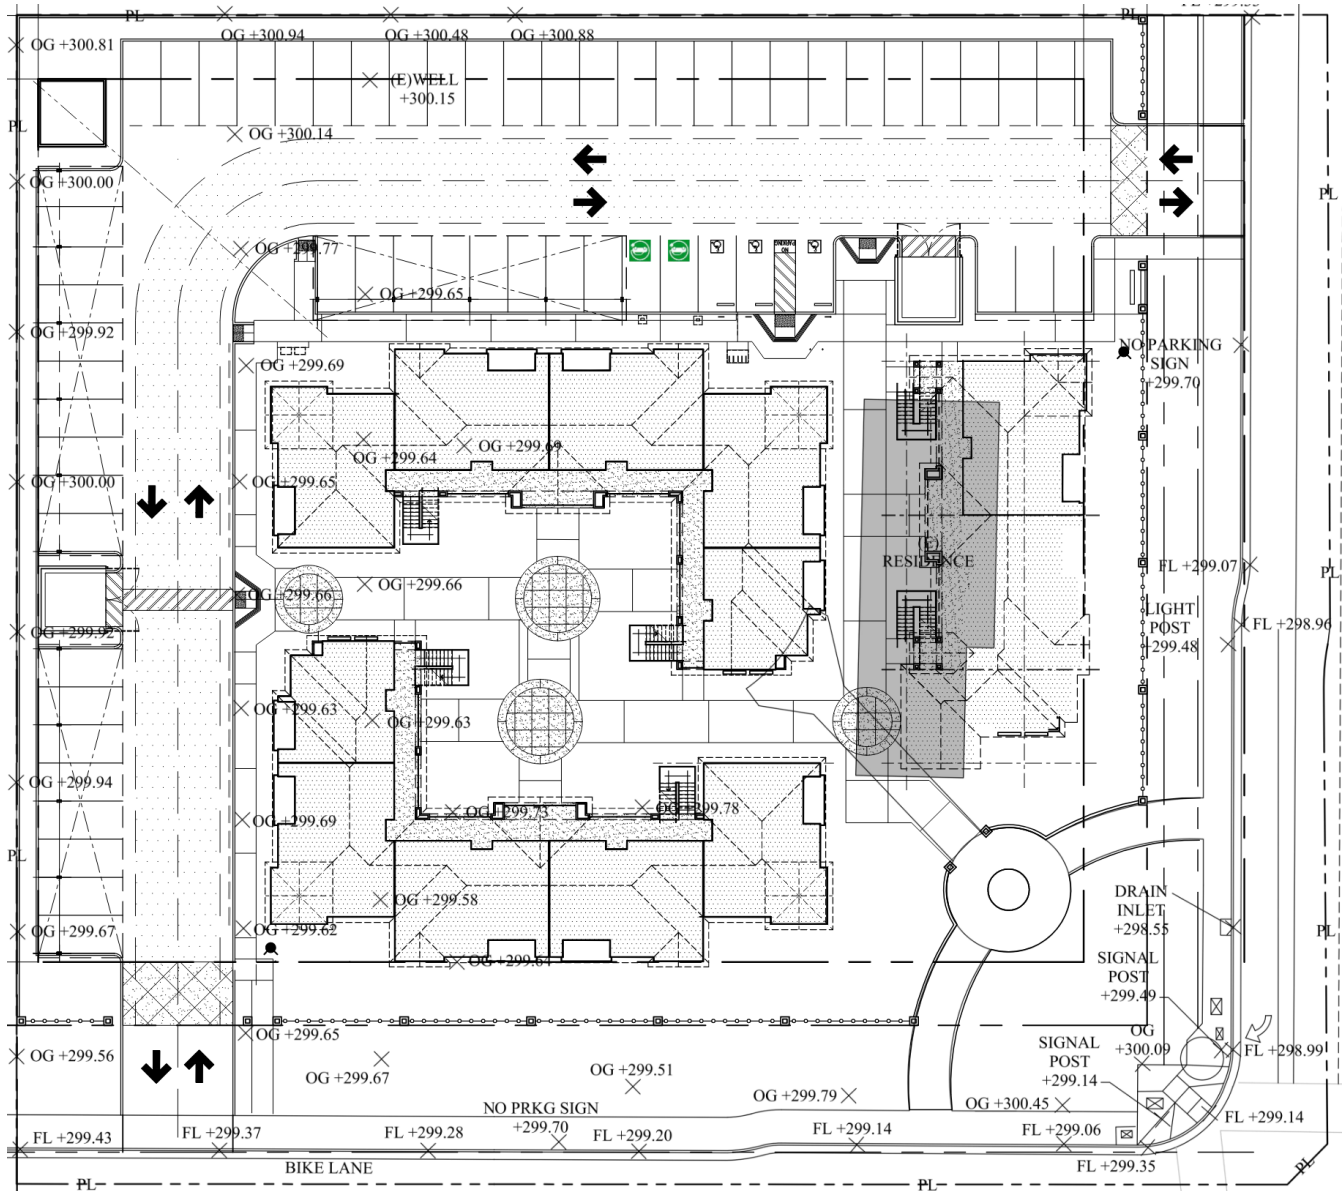 PL
PL
FL +299.55
OG +300.81
OG +300.94
OG +300.48
OG +300.88
(E)WELL
+300.15
PL
OG +300.14
OG +300.00
PL
OG +299.77
NO
PARKING
OG +299.65
OG +299.92
NO PARKING
SIGN
+299.70
OG +299.69
OG +299.64
OG +299.69
OG +300.00
OG +299.65
(E)
RESIDENCE
FL +299.07
PL
OG +299.66
OG +299.66
LIGHT
POST
+299.48
FL +298.96
OG +299.92
OG +299.63
OG +299.63
OG +299.94
OG +299.73
OG +299.78
OG +299.69
PL
OG +299.58
DRAIN
INLET
+298.55
OG +299.67
OG +299.62
PL
OG +299.61
SIGNAL
POST
+299.49
OG +299.65
OG
+300.09
OG +299.56
SIGNAL
POST
+299.14
FL +298.99
OG +299.67
OG +299.51
OG +299.79
OG +300.45
NO PRKG SIGN
+299.70
FL +299.14
FL +299.43
FL +299.37
FL +299.28
FL +299.20
FL +299.14
FL +299.06
FL +299.35
BIKE LANE
PL
PL
PL